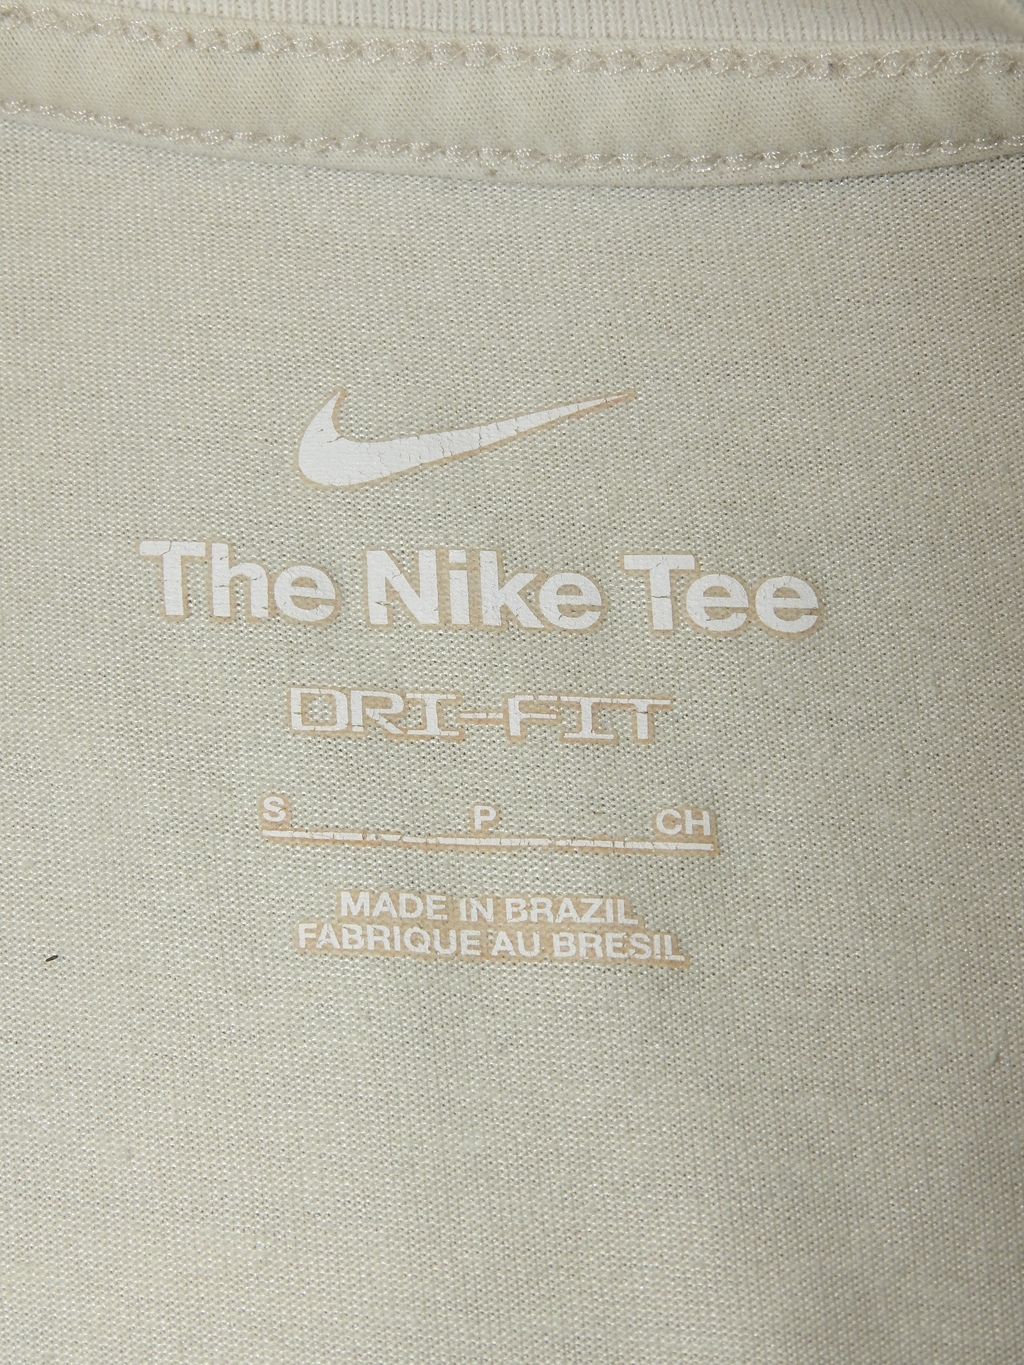 The Nike Tee
DRI-FIT
S P CH
MADE IN BRAZIL
FABRIQUE AU BRESIL